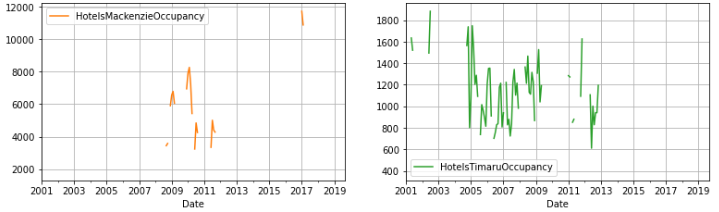 12000
10000
8000
6000
4000
2000
HotelsMackenzieOccupancy
2001 2003 2005 2007 2009 2011 2013 2015 2017 2019
Date
1800
1600
1400
1200
1000
800
600
400
HotelsTimaruOccupancy
2001 2003 2005 2007 2009 2011 2013 2015 2017 2019
Date